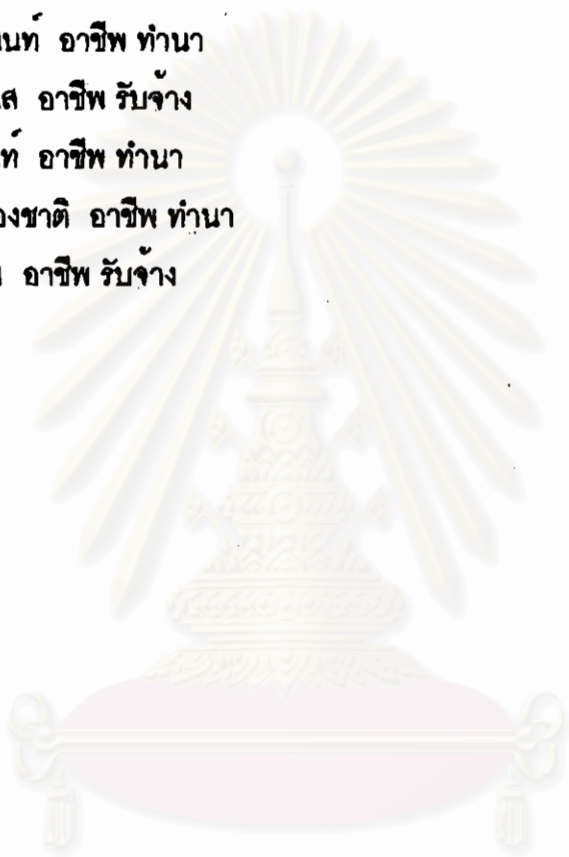 นนท์ อาชีพ ทำนา
ส อาชีพ รับจ้าง
ท์ อาชีพ ทำนา
องชาติ อาชีพ ทำนา
อาชีพ รับจ้าง